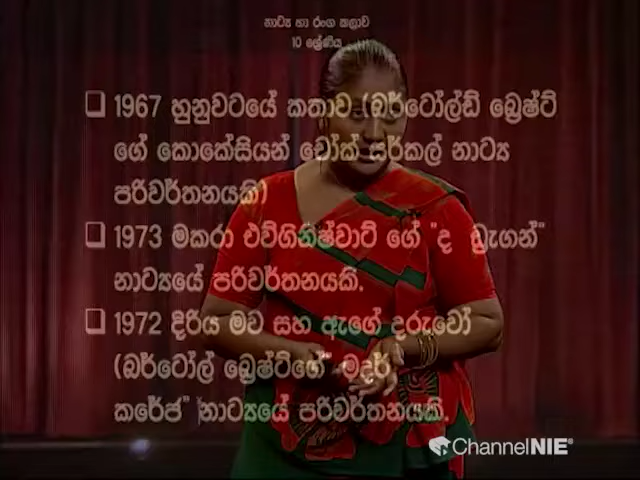 නාට්‍ය හා රංග කලාව
10 ශ්‍රේණිය
1967 හුනුවටයේ කතාව (බර්ටෝල්ඩ් බ්‍රෙෂ්ට්
ගේ කොකේසියන් චෝක් සර්කල් නාට්‍ය
පරිවර්තනයකි)
1973 මකරා එව්ගිනිෂ්වාට් ගේ "ද ඩ්‍රැගන්"
නාට්‍යයේ පරිවර්තනයකි.
1972 දිරිය මව සහ ඇගේ දරුවෝ
(බර්ටෝල් බ්‍රෙෂ්ට්ගේ" මදර්
කරේජ" නාට්‍යයේ පරිවර්තනයකි.
ChannelNIE